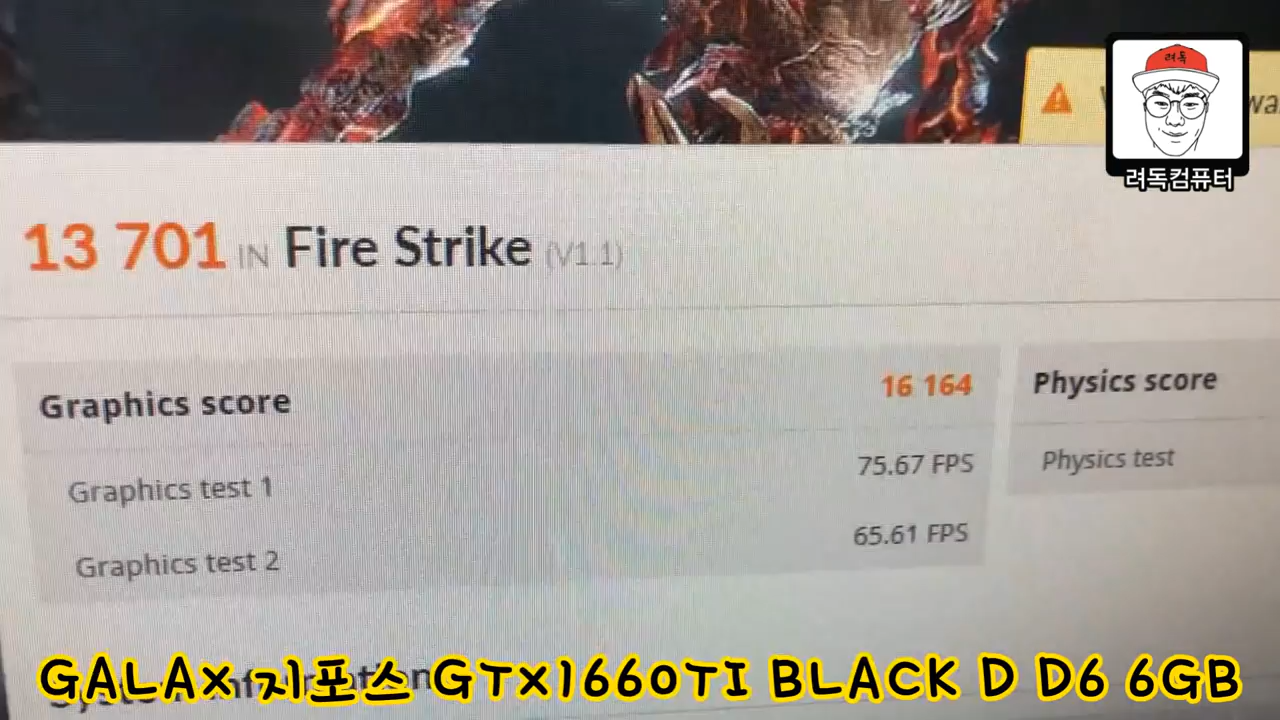 려독
려독컴퓨터
13 701 IN Fire Strike (V1.1)
Graphics score 16 164
Graphics test 1 75.67 FPS
Graphics test 2 65.61 FPS
Physics score
Physics test
GALAX 지포스 GTX1660TI BLACK D D6 6GB